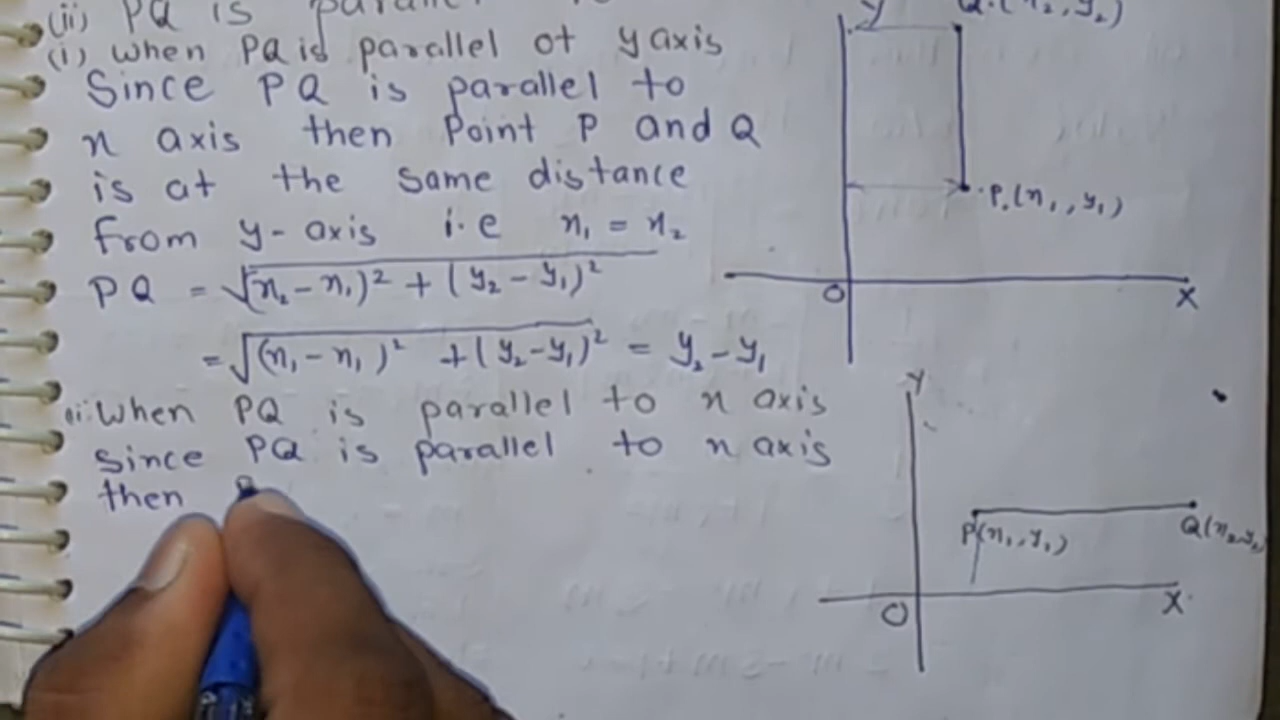 (ii) PQ is
(i) when PQ is parallel of y axis
Since PQ is parallel to
x axis then Point P and Q
is at the same distance
from y-axis i.e x₁ = x₂
PQ = √(x₂ - x₁)² + (y₂ - y₁)²
= √(x₁ - x₁)² + (y₂ - y₁)² = y₂ - y₁
ii. When PQ is parallel to x axis
Since PQ is parallel to x axis
then
Y
Q.(x₂, y₂)
P.(x₁, y₁)
O X
Y
P(x₁, y₁)
Q(x₂, y₂)
O X